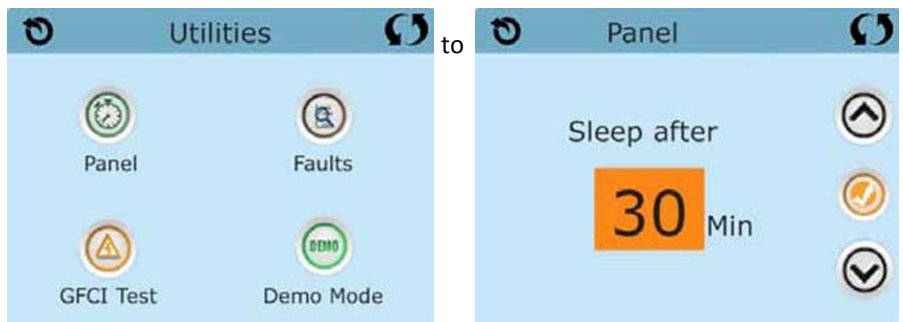 Utilities
to
Panel
Panel
Faults
Sleep after
30 Min
DEMO
GFCI Test
Demo Mode